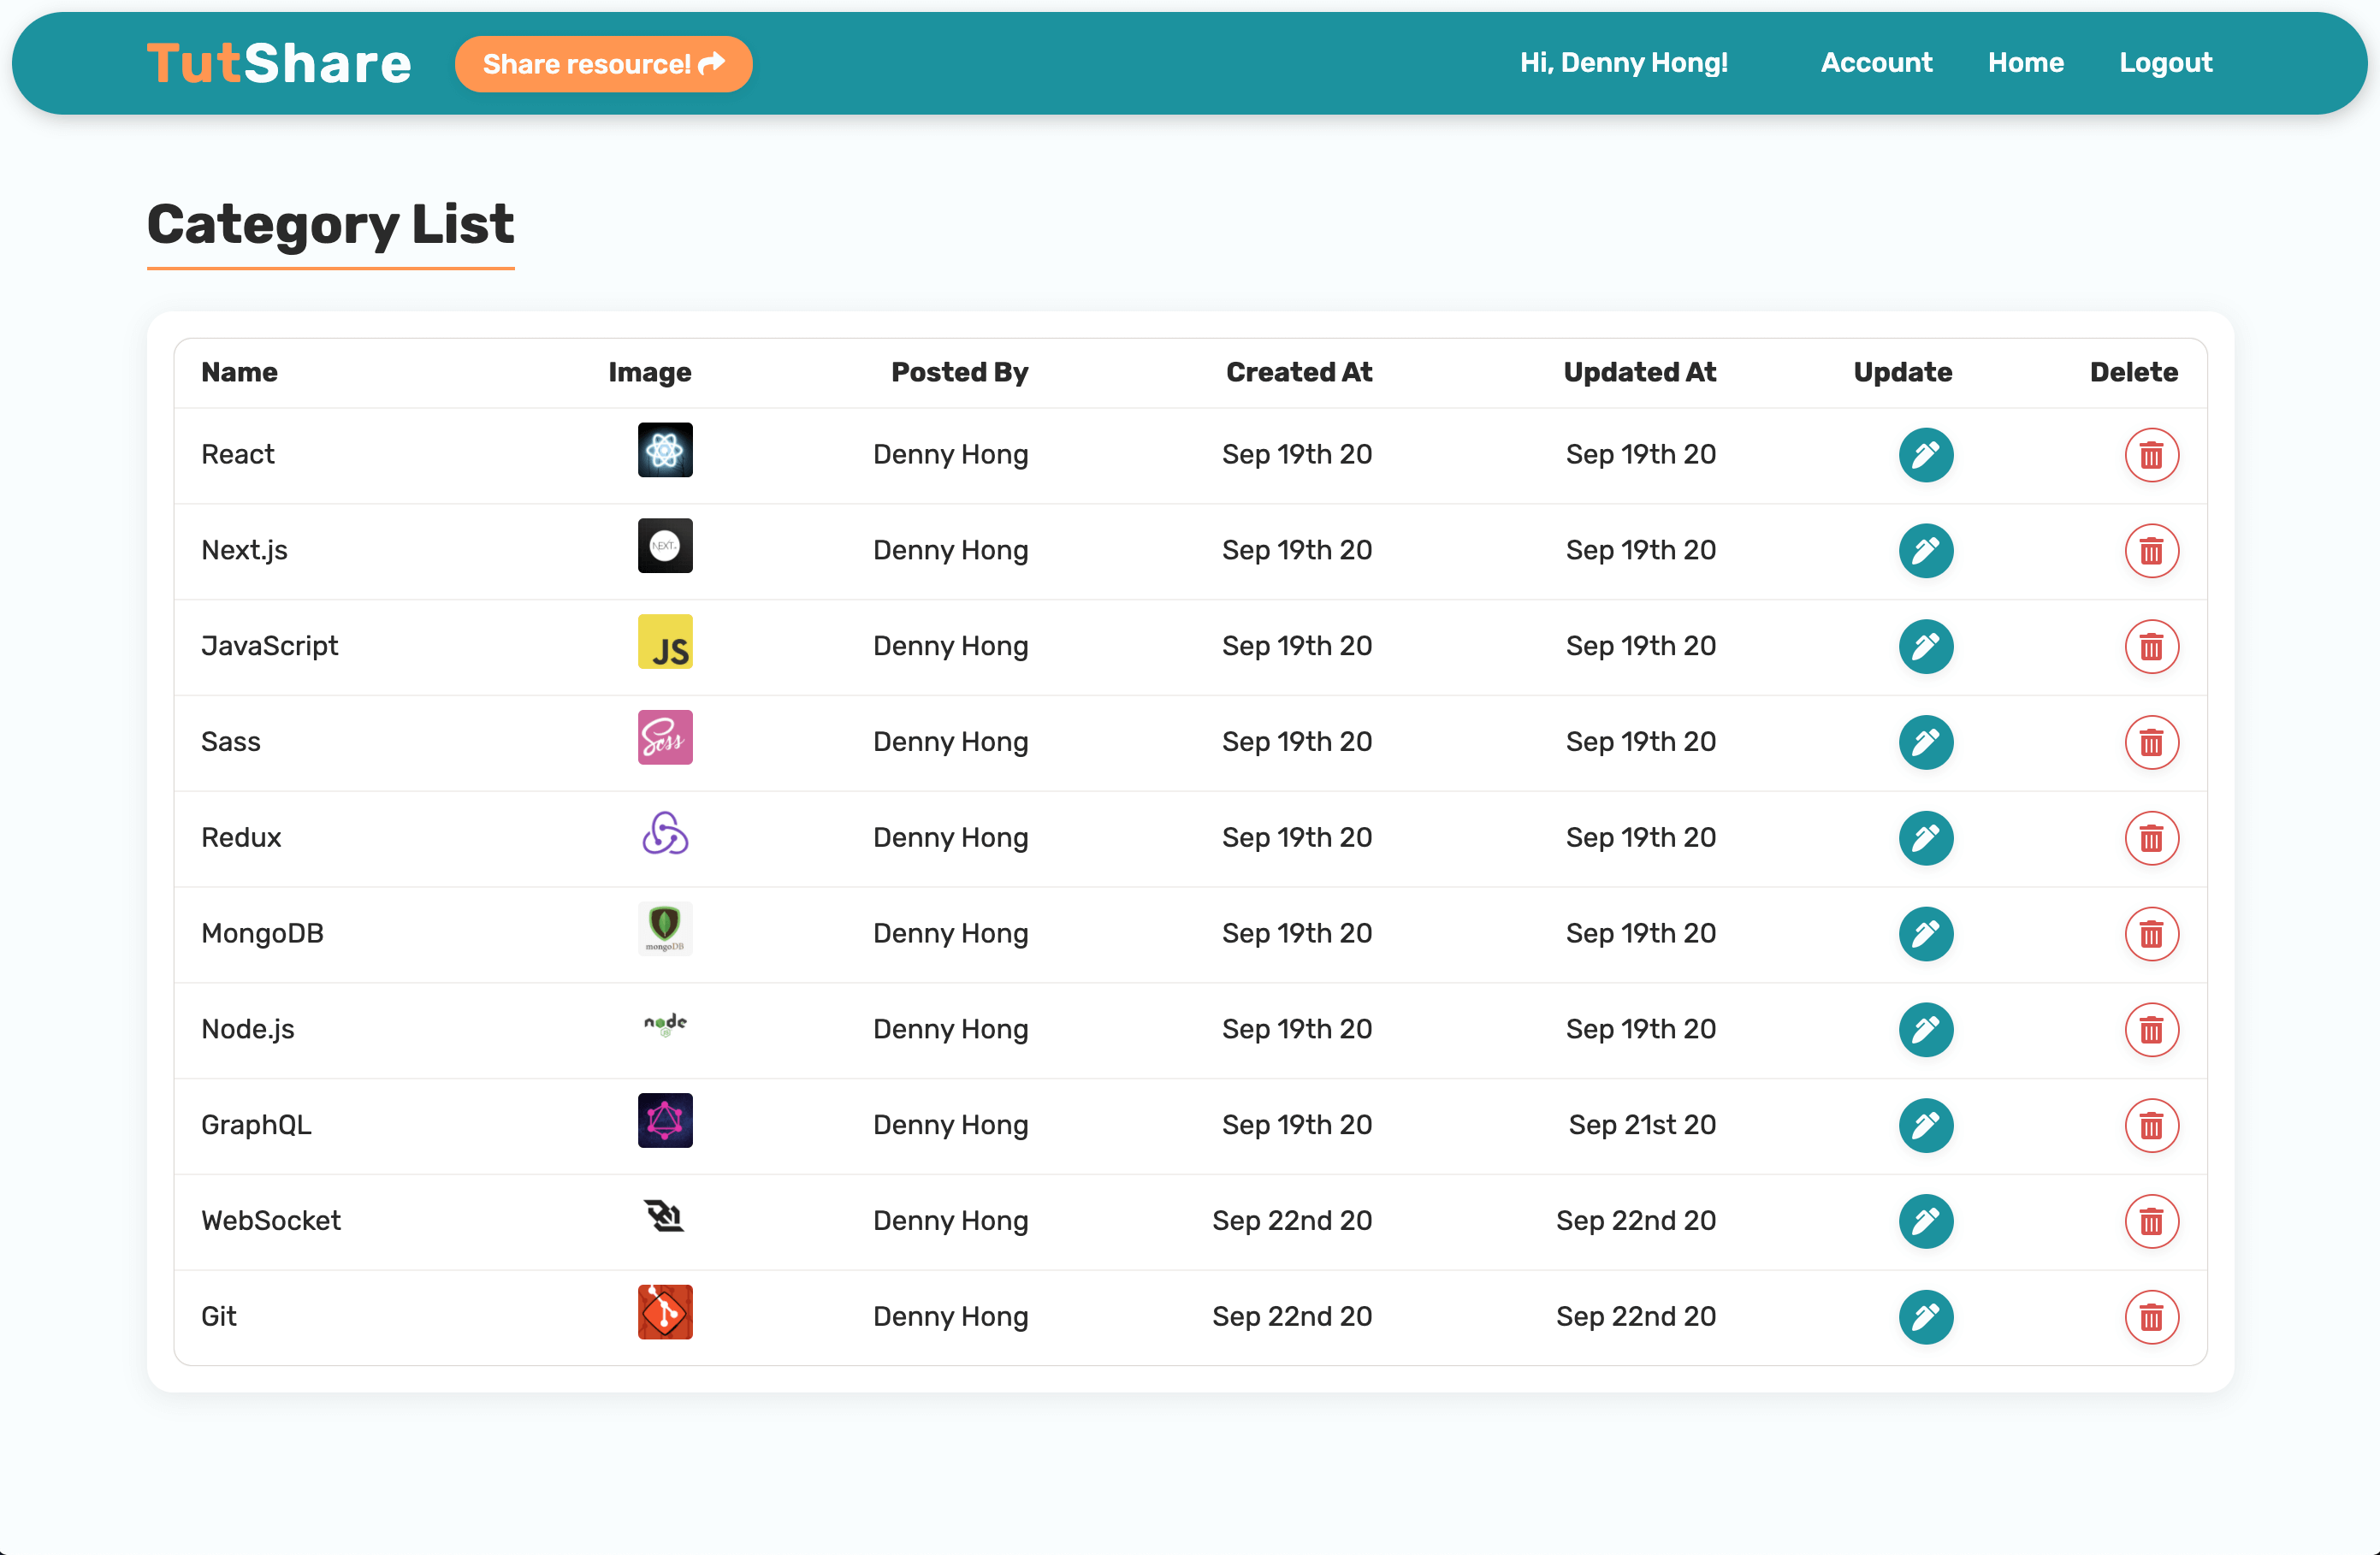 TutShare Share resource! Hi, Denny Hong! Account Home Logout
Category List
Name Image Posted By Created At Updated At Update Delete
React Denny Hong Sep 19th 20 Sep 19th 20
Next.js NEXT. Denny Hong Sep 19th 20 Sep 19th 20
JavaScript JS Denny Hong Sep 19th 20 Sep 19th 20
Sass Sass Denny Hong Sep 19th 20 Sep 19th 20
Redux Denny Hong Sep 19th 20 Sep 19th 20
MongoDB mongoDB Denny Hong Sep 19th 20 Sep 19th 20
Node.js node JS Denny Hong Sep 19th 20 Sep 19th 20
GraphQL Denny Hong Sep 19th 20 Sep 21st 20
WebSocket Denny Hong Sep 22nd 20 Sep 22nd 20
Git Denny Hong Sep 22nd 20 Sep 22nd 20